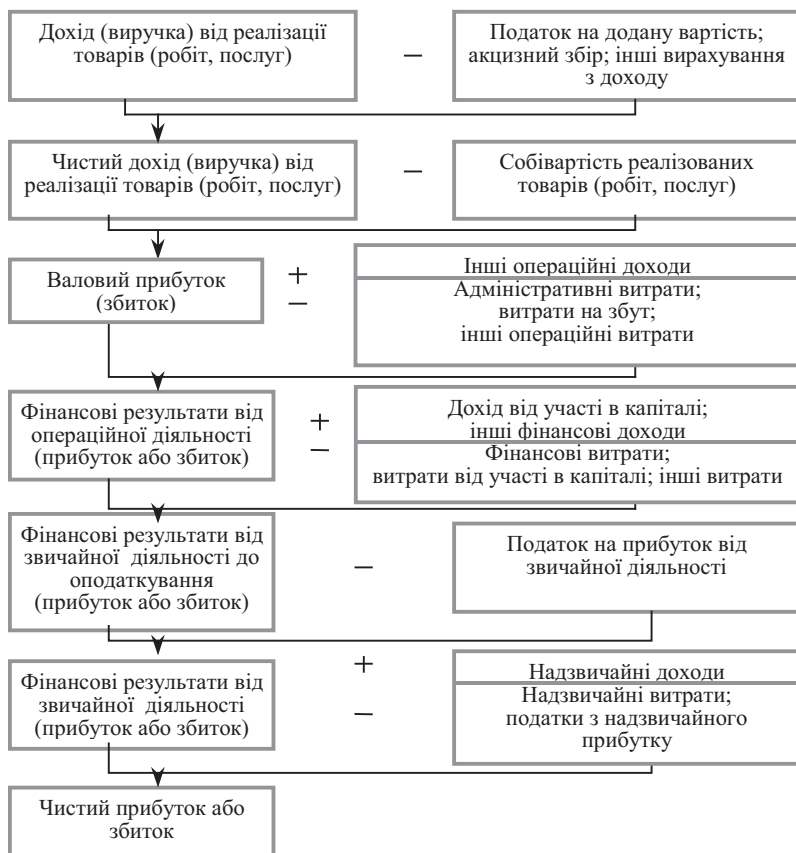 Дохід (виручка) від реалізації
товарів (робіт, послуг)
–
Податок на додану вартість;
акцизний збір; інші вирахування
з доходу
Чистий дохід (виручка) від
реалізації товарів (робіт, послуг)
–
Собівартість реалізованих
товарів (робіт, послуг)
Валовий прибуток
(збиток)
+
–
Інші операційні доходи
Адміністративні витрати;
витрати на збут;
інші операційні витрати
Фінансові результати від
операційної діяльності
(прибуток або збиток)
+
–
Дохід від участі в капіталі;
інші фінансові доходи
Фінансові витрати;
витрати від участі в капіталі; інші витрати
Фінансові результати від
звичайної діяльності до
оподаткування
(прибуток або збиток)
–
Податок на прибуток від
звичайної діяльності
Фінансові результати від
звичайної діяльності
(прибуток або збиток)
+
–
Надзвичайні доходи
Надзвичайні витрати;
податки з надзвичайного
прибутку
Чистий прибуток або
збиток